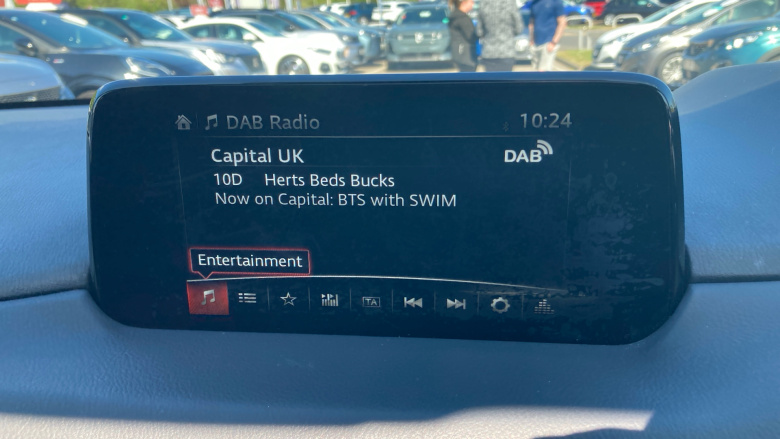 DAB Radio 10:24
Capital UK DAB
10D Herts Beds Bucks
Now on Capital: BTS with SWIM
Entertainment
TA